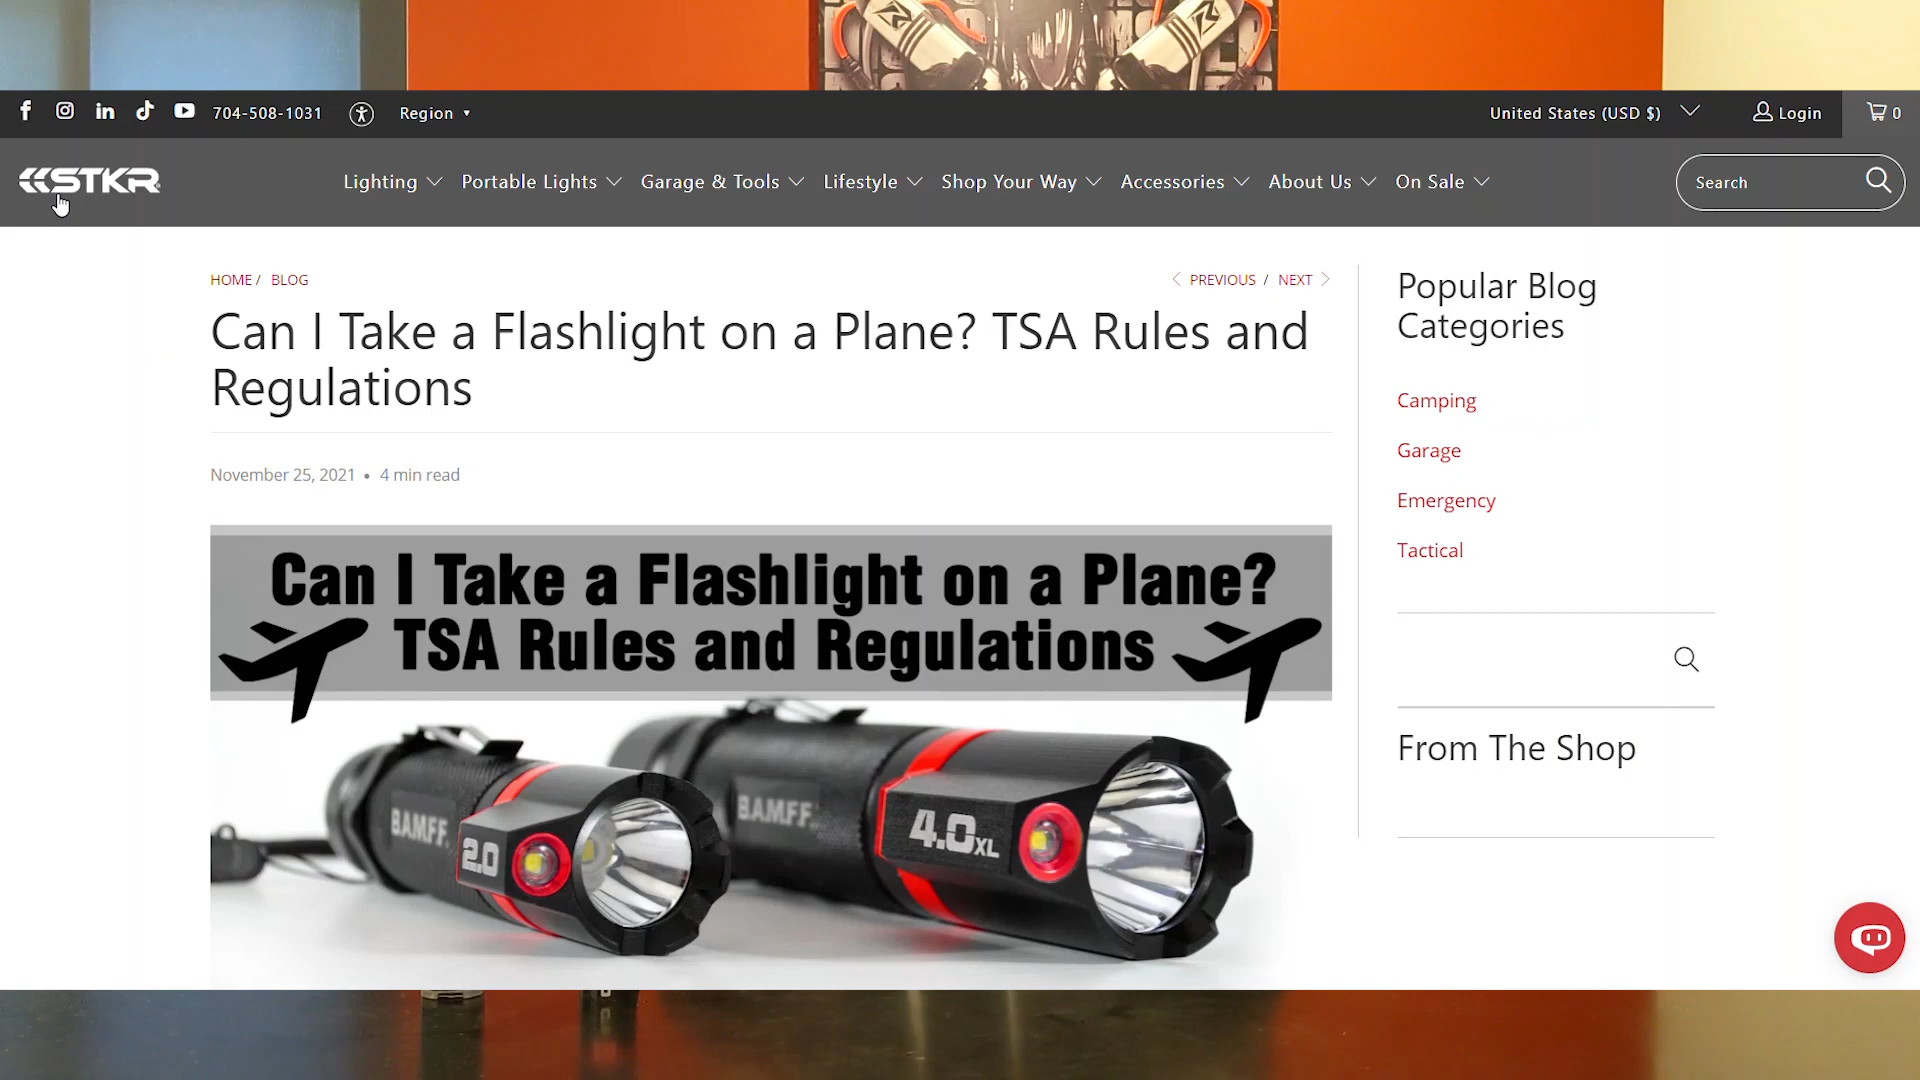 704-508-1031
Region
United States (USD $)
Login
0
STKR
Lighting
Portable Lights
Garage & Tools
Lifestyle
Shop Your Way
Accessories
About Us
On Sale
Search
HOME / BLOG
PREVIOUS / NEXT
Can I Take a Flashlight on a Plane? TSA Rules and
Regulations
November 25, 2021 • 4 min read
Can I Take a Flashlight on a Plane?
TSA Rules and Regulations
BAMFF
2.0
BAMFF
4.0XL
Popular Blog
Categories
Camping
Garage
Emergency
Tactical
From The Shop